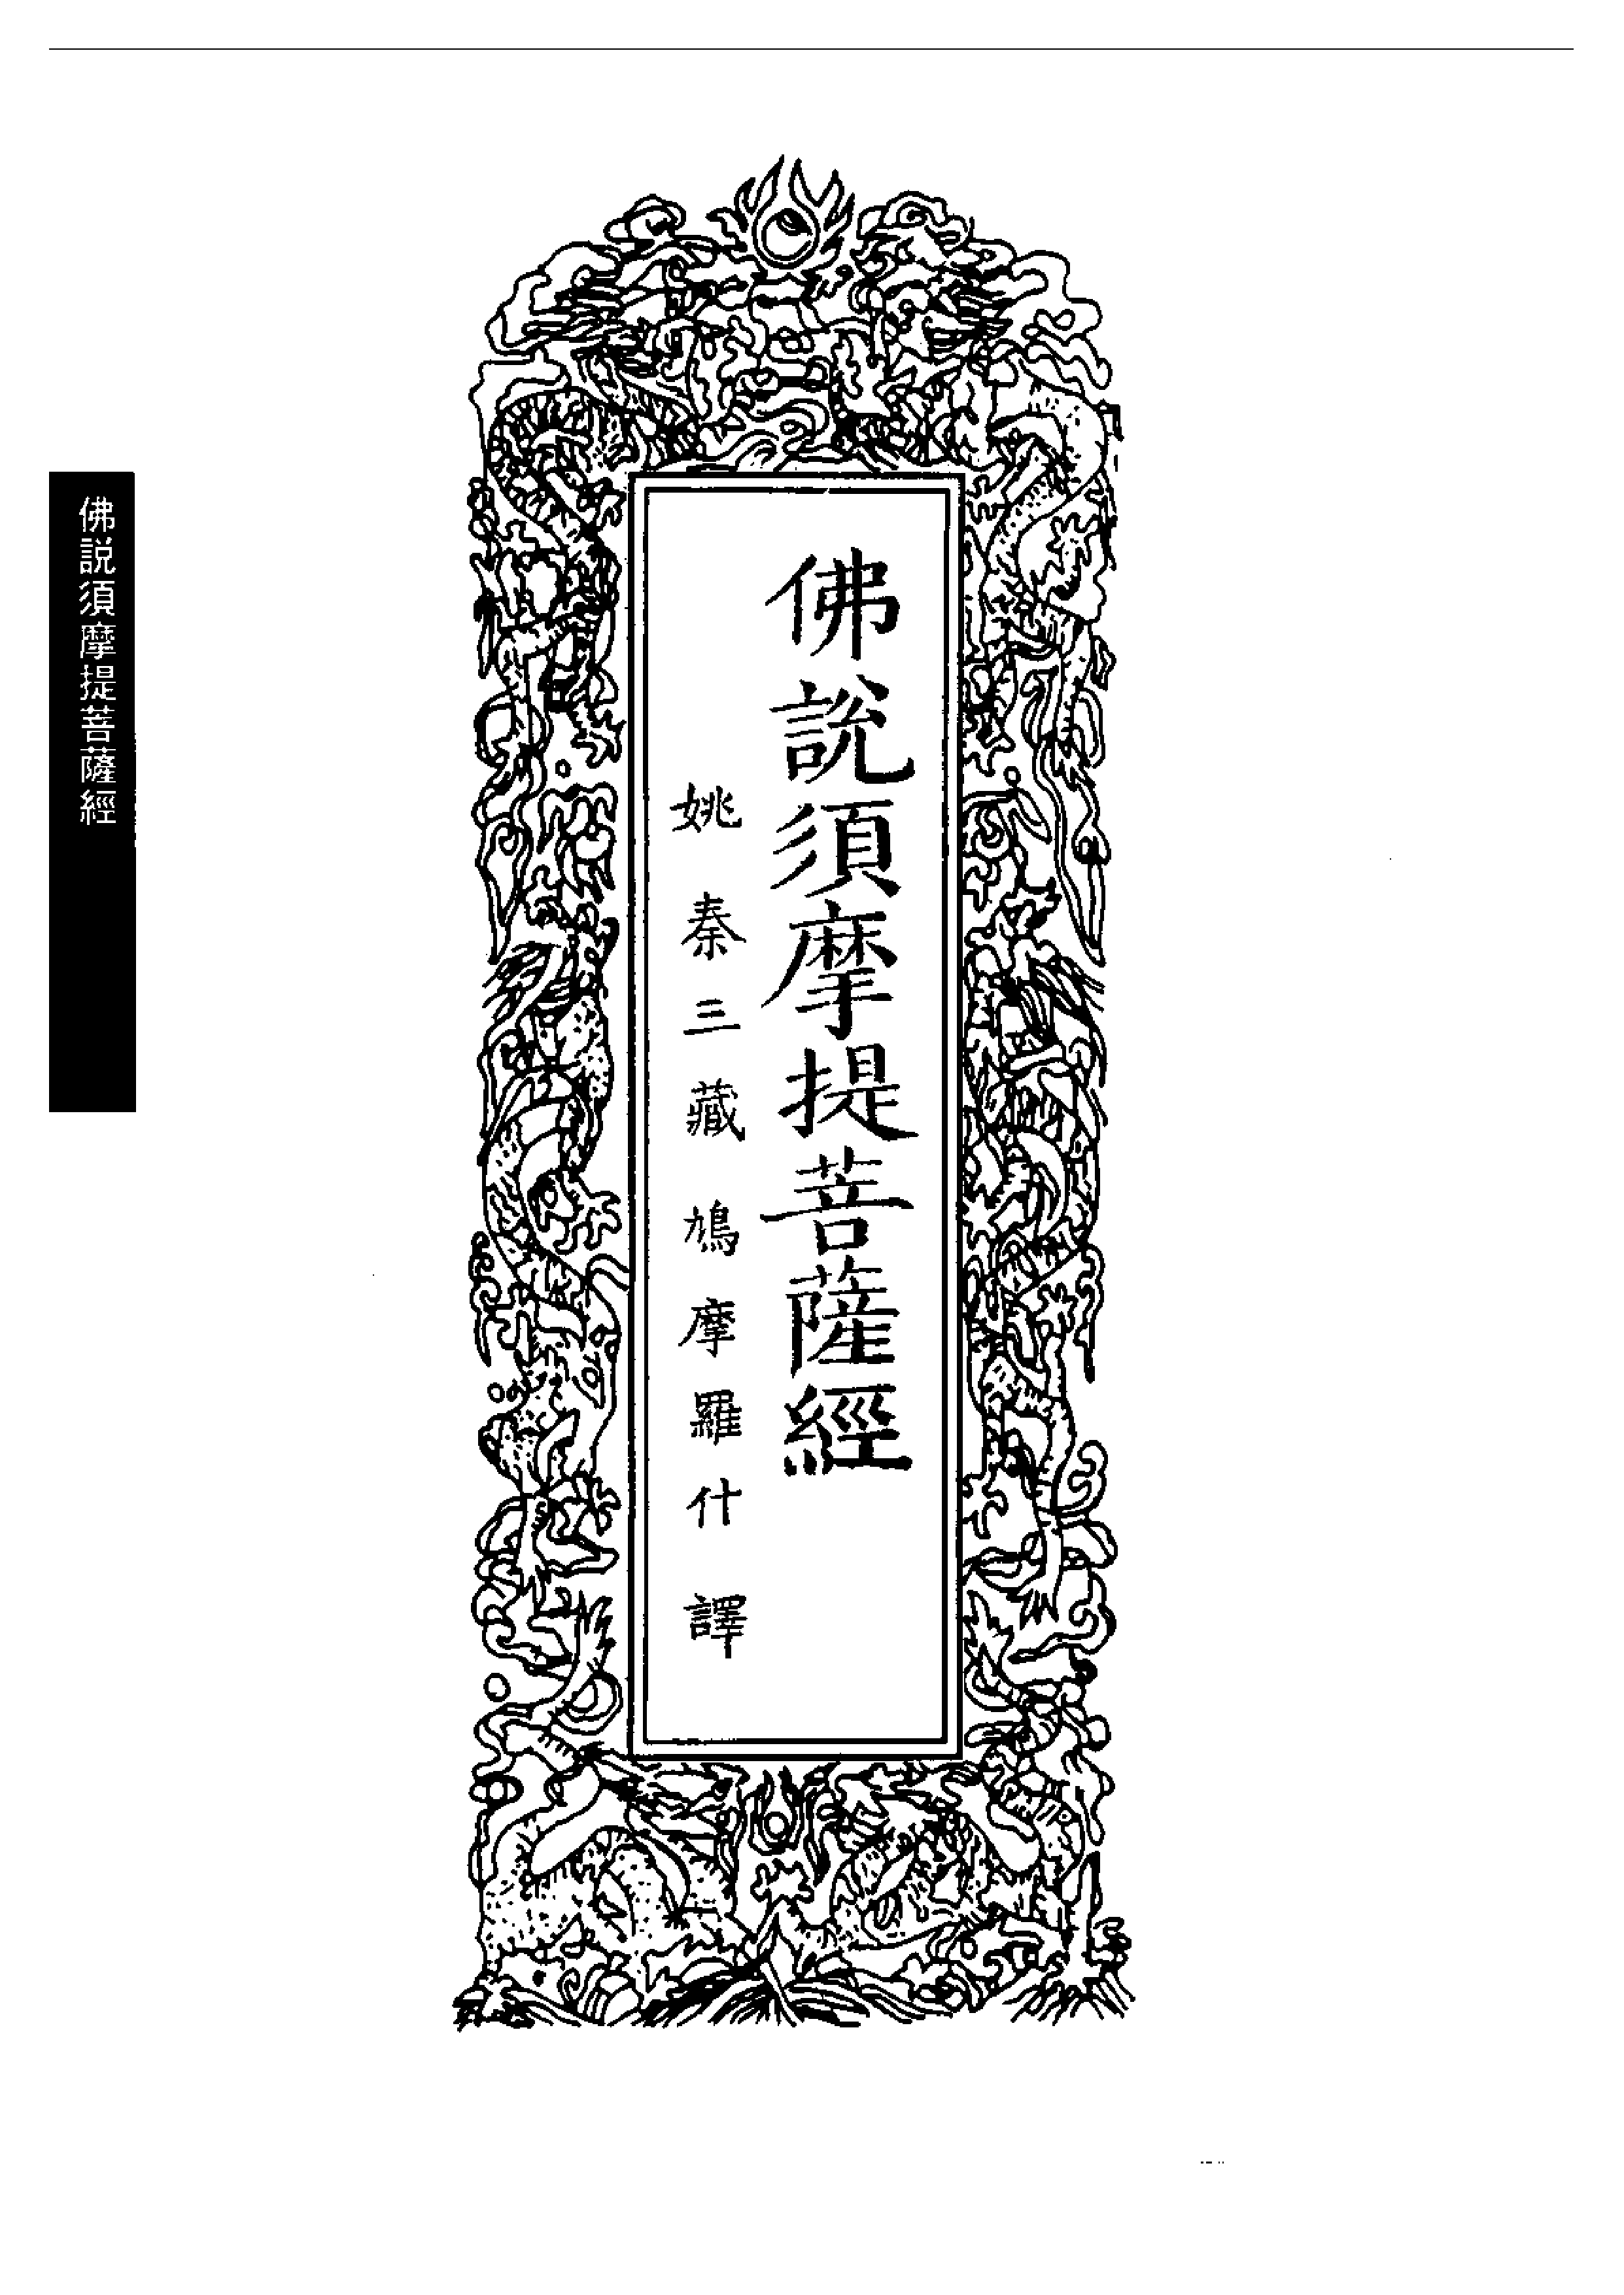 佛說須摩提菩薩經
姚秦三藏鳩摩羅什譯
佛説須摩提菩薩經